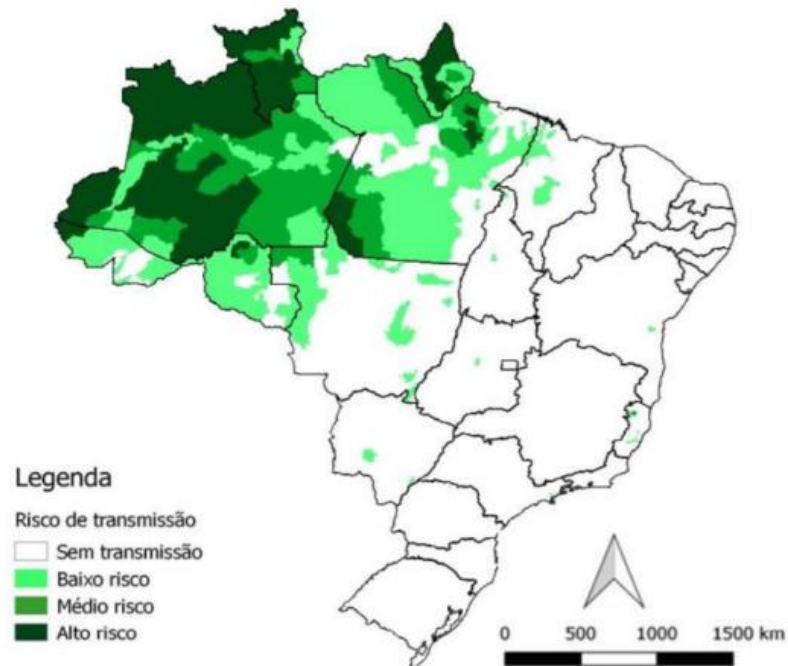 Legenda
Risco de transmissão
Sem transmissão
Baixo risco
Médio risco
Alto risco
0 500 1000 1500 km